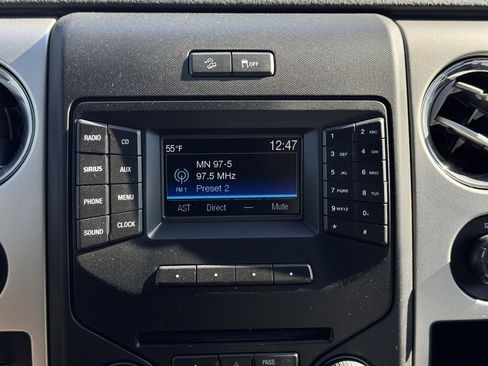 OFF
RADIO CD
SIRIUS AUX
PHONE MENU
SOUND CLOCK
55°F 12:47
MN 97-5
97.5 MHz
FM 1 Preset 2
AST Direct — Mute
1 2 ABC
3 DEF 4 GHI
5 JKL 6 MNO
7 PQRS 8 TUV
9 WXYZ 0+
* #
PASS